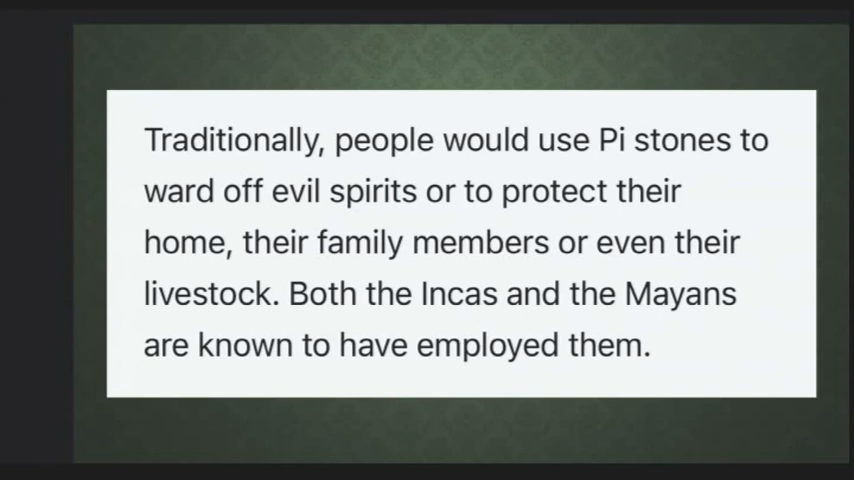 Traditionally, people would use Pi stones to
ward off evil spirits or to protect their
home, their family members or even their
livestock. Both the Incas and the Mayans
are known to have employed them.